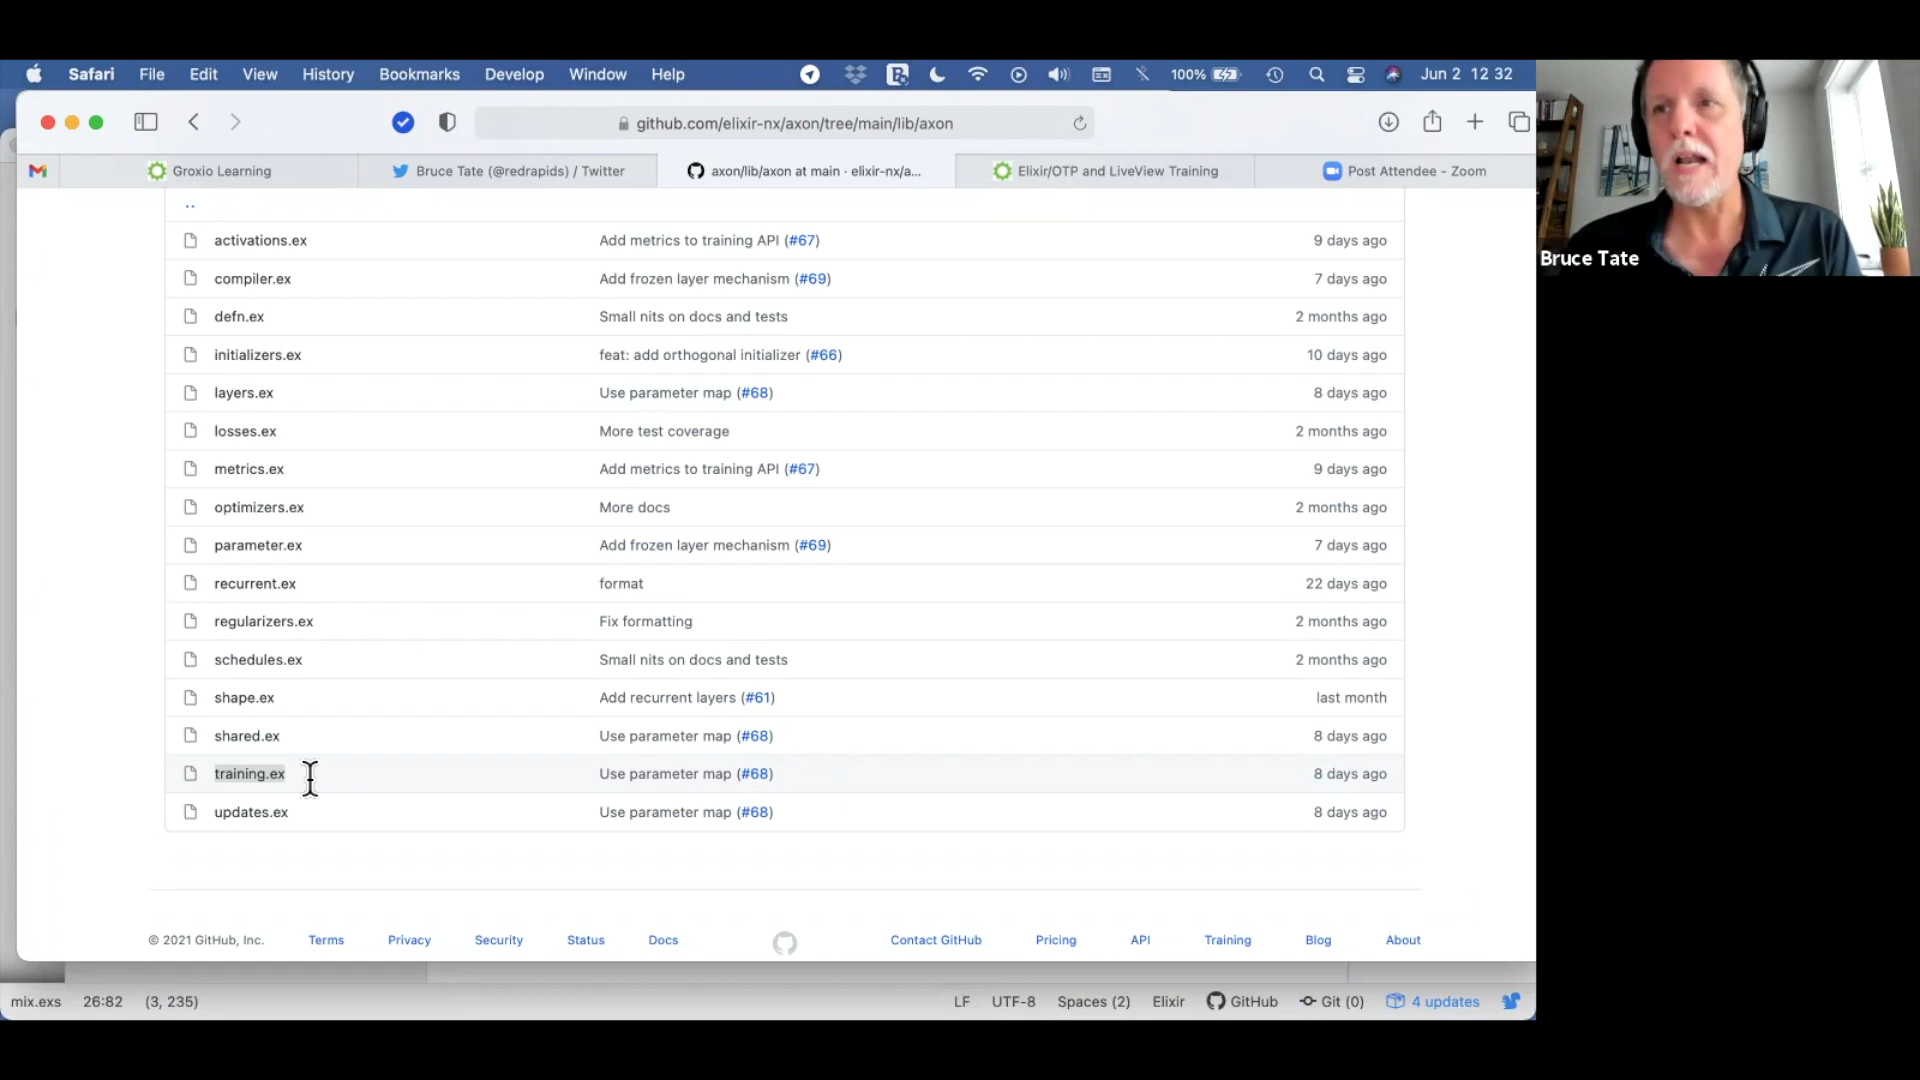 Safari File Edit View History Bookmarks Develop Window Help 100% Jun 2 12 32
github.com/elixir-nx/axon/tree/main/lib/axon
Groxio Learning Bruce Tate (@redrapids) / Twitter axon/lib/axon at main · elixir-nx/a... Elixir/OTP and LiveView Training Post Attendee - Zoom
..
activations.ex Add metrics to training API (#67) 9 days ago
compiler.ex Add frozen layer mechanism (#69) 7 days ago
defn.ex Small nits on docs and tests 2 months ago
initializers.ex feat: add orthogonal initializer (#66) 10 days ago
layers.ex Use parameter map (#68) 8 days ago
losses.ex More test coverage 2 months ago
metrics.ex Add metrics to training API (#67) 9 days ago
optimizers.ex More docs 2 months ago
parameter.ex Add frozen layer mechanism (#69) 7 days ago
recurrent.ex format 22 days ago
regularizers.ex Fix formatting 2 months ago
schedules.ex Small nits on docs and tests 2 months ago
shape.ex Add recurrent layers (#61) last month
shared.ex Use parameter map (#68) 8 days ago
training.ex Use parameter map (#68) 8 days ago
updates.ex Use parameter map (#68) 8 days ago
© 2021 GitHub, Inc. Terms Privacy Security Status Docs Contact GitHub Pricing API Training Blog About
mix.exs 26:82 (3, 235) LF UTF-8 Spaces (2) Elixir GitHub Git (0) 4 updates
Bruce Tate